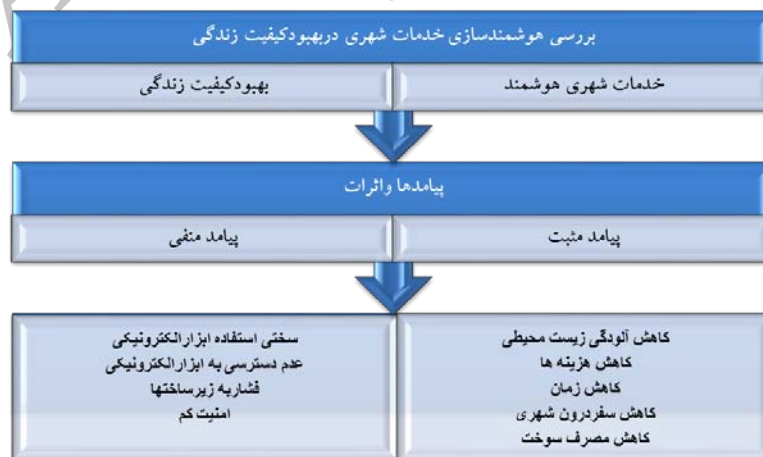 بررسی هوشمندسازی خدمات شهری دربهبودکیفیت زندگی
خدمات شهری هوشمند
بهبودکیفیت زندگی
پیامدها واثرات
پیامد مثبت
پیامد منفی
کاهش آلودگی زیست محیطی
کاهش هزینه ها
کاهش زمان
کاهش سفردرون شهری
کاهش مصرف سوخت
سختی استفاده ابزارالکترونیکی
عدم دسترسی به ابزارالکترونیکی
فشاربه زیرساختها
امنیت کم